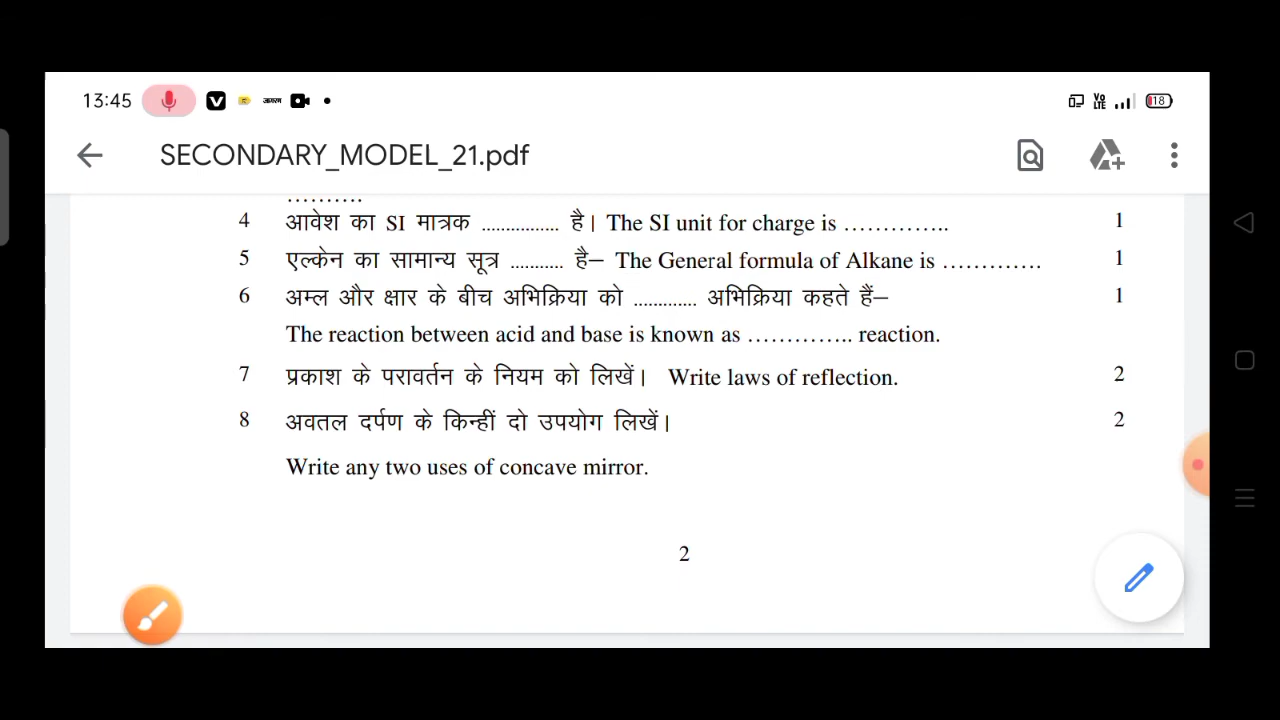 13:45
18
SECONDARY_MODEL_21.pdf
..........
4 आवेश का SI मात्रक ................ है। The SI unit for charge is ………….. 1
5 एल्केन का सामान्य सूत्र ........... है– The General formula of Alkane is …………. 1
6 अम्ल और क्षार के बीच अभिक्रिया को ............. अभिक्रिया कहते हैं– 1
The reaction between acid and base is known as ………….. reaction.
7 प्रकाश के परावर्तन के नियम को लिखें। Write laws of reflection. 2
8 अवतल दर्पण के किन्हीं दो उपयोग लिखें। 2
Write any two uses of concave mirror.
2